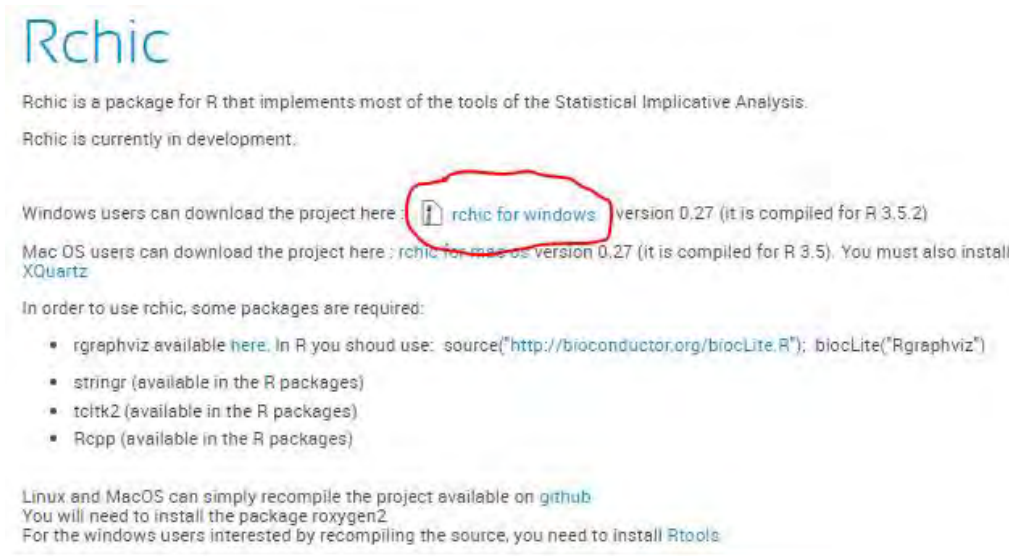 Rchic
Rchic is a package for R that implements most of the tools of the Statistical Implicative Analysis.
Rchic is currently in development.
Windows users can download the project here : rchic for windows version 0.27 (it is compiled for R 3.5.2)
Mac OS users can download the project here : rchic for mac os version 0.27 (it is compiled for R 3.5). You must also install
XQuartz
In order to use rchic, some packages are required:
• rgraphviz available here. In R you shoud use: source("http://bioconductor.org/biocLite.R"); biocLite("Rgraphviz")
• stringr (available in the R packages)
• tcltk2 (available in the R packages)
• Rcpp (available in the R packages)
Linux and MacOS can simply recompile the project available on github
You will need to install the package roxygen2
For the windows users interested by recompiling the source, you need to install Rtools